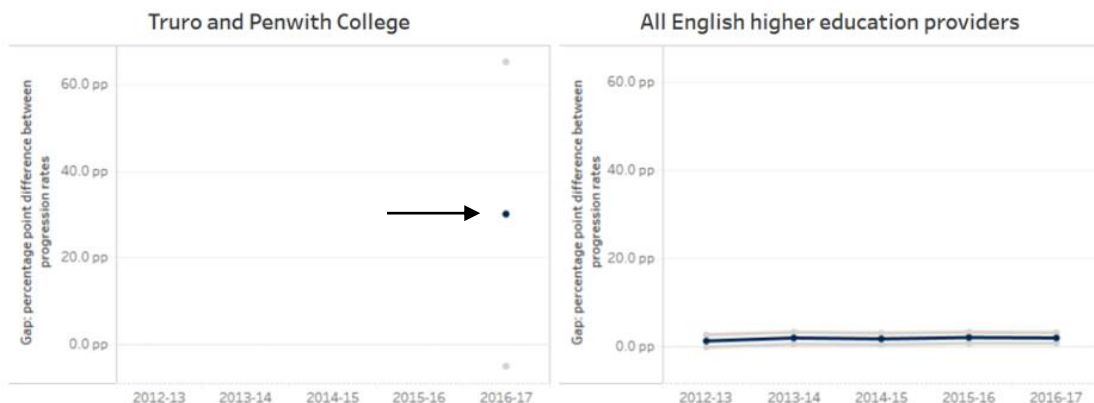 Truro and Penwith College
Gap: percentage point difference between
progression rates
60.0 pp
40.0 pp
20.0 pp
0.0 pp
2012-13 2013-14 2014-15 2015-16 2016-17
All English higher education providers
Gap: percentage point difference between
progression rates
60.0 pp
40.0 pp
20.0 pp
0.0 pp
2012-13 2013-14 2014-15 2015-16 2016-17